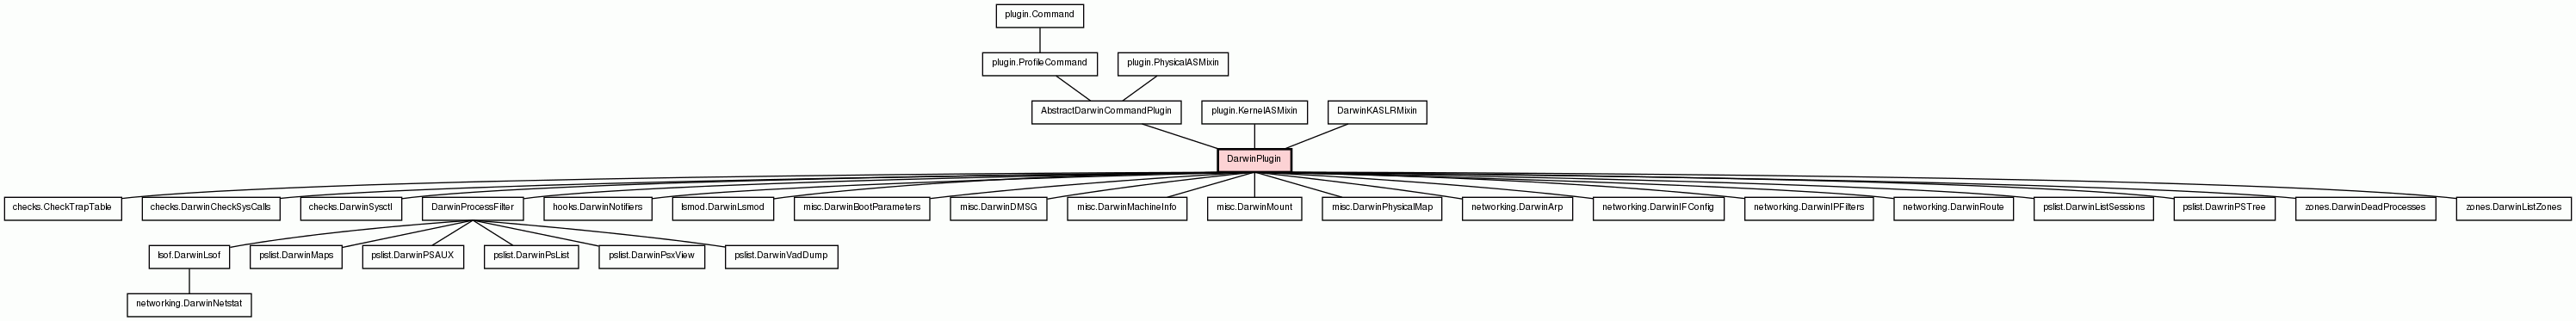 plugin.Command
plugin.ProfileCommand
plugin.PhysicalASMixin
AbstractDarwinCommandPlugin
plugin.KernelASMixin
DarwinKASLRMixin
DarwinPlugin
checks.CheckTrapTable
checks.DarwinCheckSysCalls
checks.DarwinSysctl
DarwinProcessFilter
hooks.DarwinNotifiers
lsmod.DarwinLsmod
misc.DarwinBootParameters
misc.DarwinDMSG
misc.DarwinMachineInfo
misc.DarwinMount
misc.DarwinPhysicalMap
networking.DarwinArp
networking.DarwinIFConfig
networking.DarwinIPFilters
networking.DarwinRoute
pslist.DarwinListSessions
pslist.DawrinPSTree
zones.DarwinDeadProcesses
zones.DarwinListZones
lsof.DarwinLsof
pslist.DarwinMaps
pslist.DarwinPSAUX
pslist.DarwinPsList
pslist.DarwinPsxView
pslist.DarwinVadDump
networking.DarwinNetstat